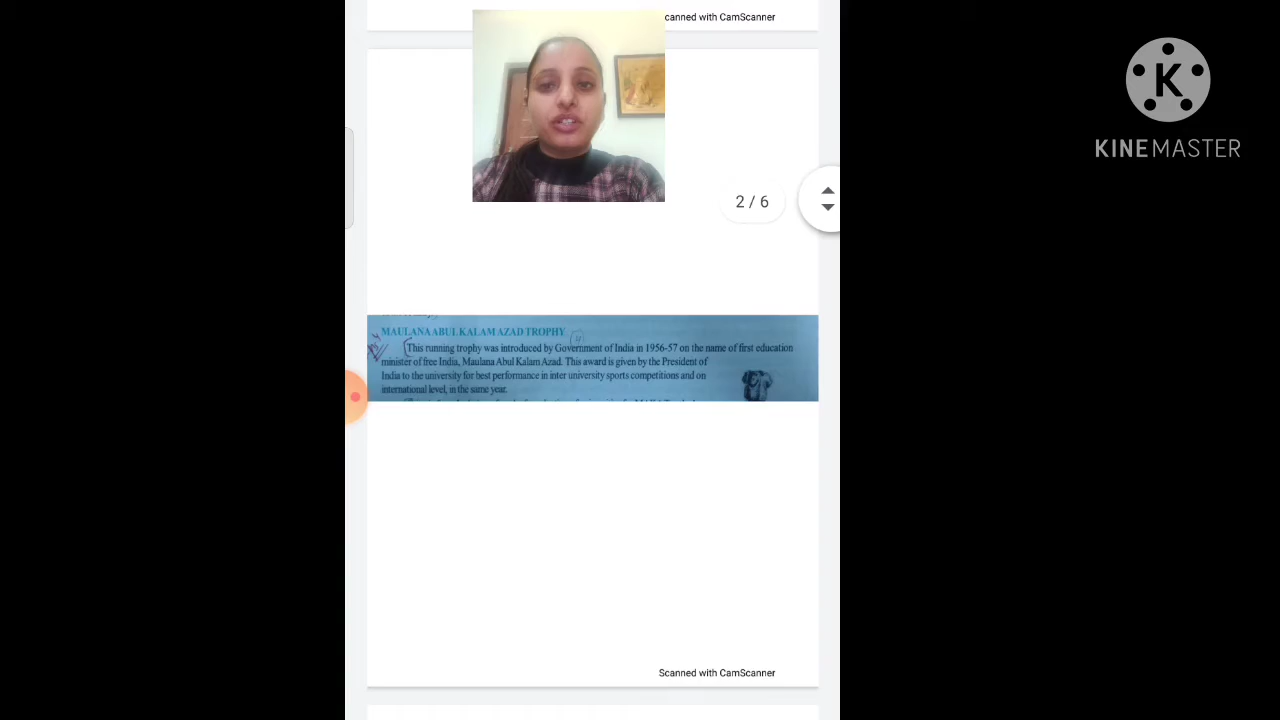 canned with CamScanner
K
KINEMASTER
2 / 6
MAULANA ABUL KALAM AZAD TROPHY
This running trophy was introduced by Government of India in 1956-57 on the name of first education
minister of free India, Maulana Abul Kalam Azad. This award is given by the President of
India to the university for best performance in inter university sports competitions and on
international level, in the same year.
Scanned with CamScanner